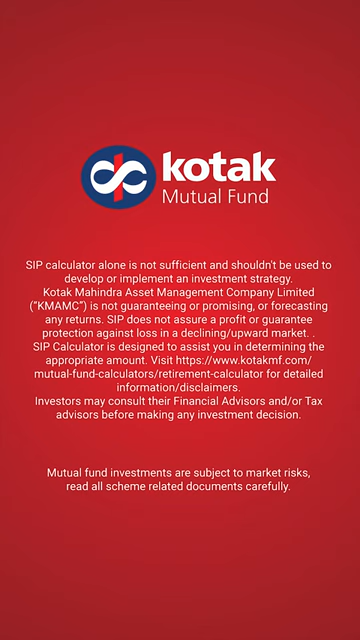 kotak
Mutual Fund
SIP calculator alone is not sufficient and shouldn't be used to
develop or implement an investment strategy.
Kotak Mahindra Asset Management Company Limited
(“KMAMC”) is not guaranteeing or promising, or forecasting
any returns. SIP does not assure a profit or guarantee
protection against loss in a declining/upward market. .
SIP Calculator is designed to assist you in determining the
appropriate amount. Visit https://www.kotakmf.com/
mutual-fund-calculators/retirement-calculator for detailed
information/disclaimers.
Investors may consult their Financial Advisors and/or Tax
advisors before making any investment decision.
Mutual fund investments are subject to market risks,
read all scheme related documents carefully.